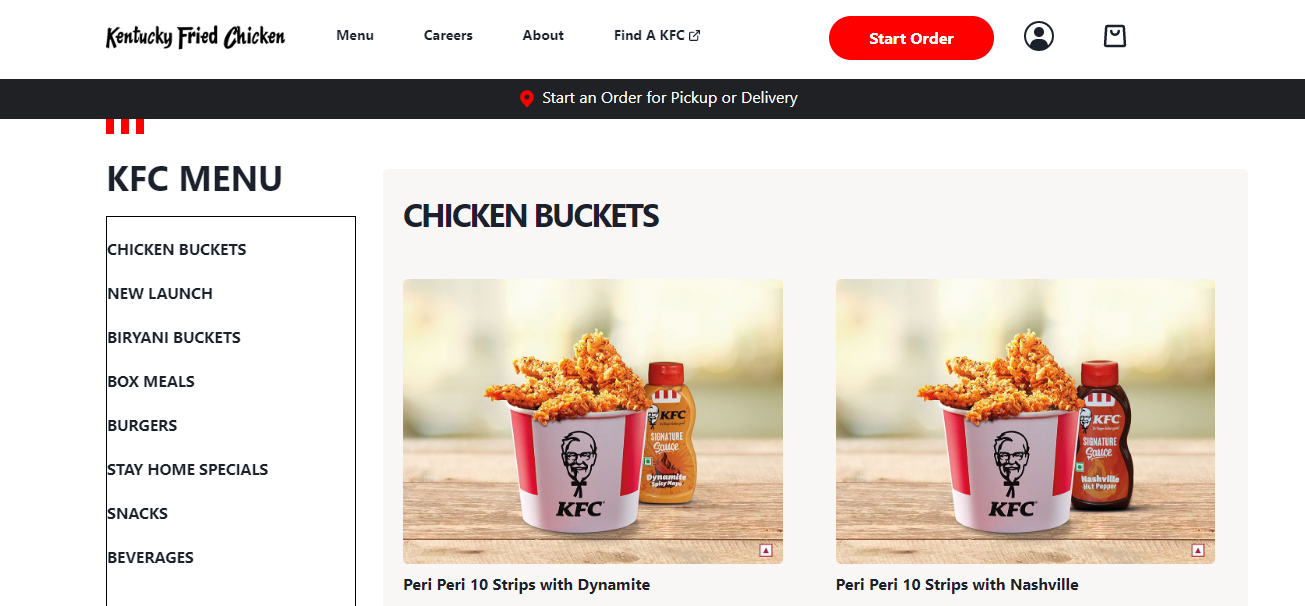 Kentucky Fried Chicken
Menu
Careers
About
Find A KFC
Start Order
Start an Order for Pickup or Delivery
KFC MENU
CHICKEN BUCKETS
NEW LAUNCH
BIRYANI BUCKETS
BOX MEALS
BURGERS
STAY HOME SPECIALS
SNACKS
BEVERAGES
CHICKEN BUCKETS
KFC
KFC
SIGNATURE
Sauce
Dynamite
Spicy Mayo
Peri Peri 10 Strips with Dynamite
KFC
KFC
SIGNATURE
Sauce
Nashville
Hot Pepper
Peri Peri 10 Strips with Nashville